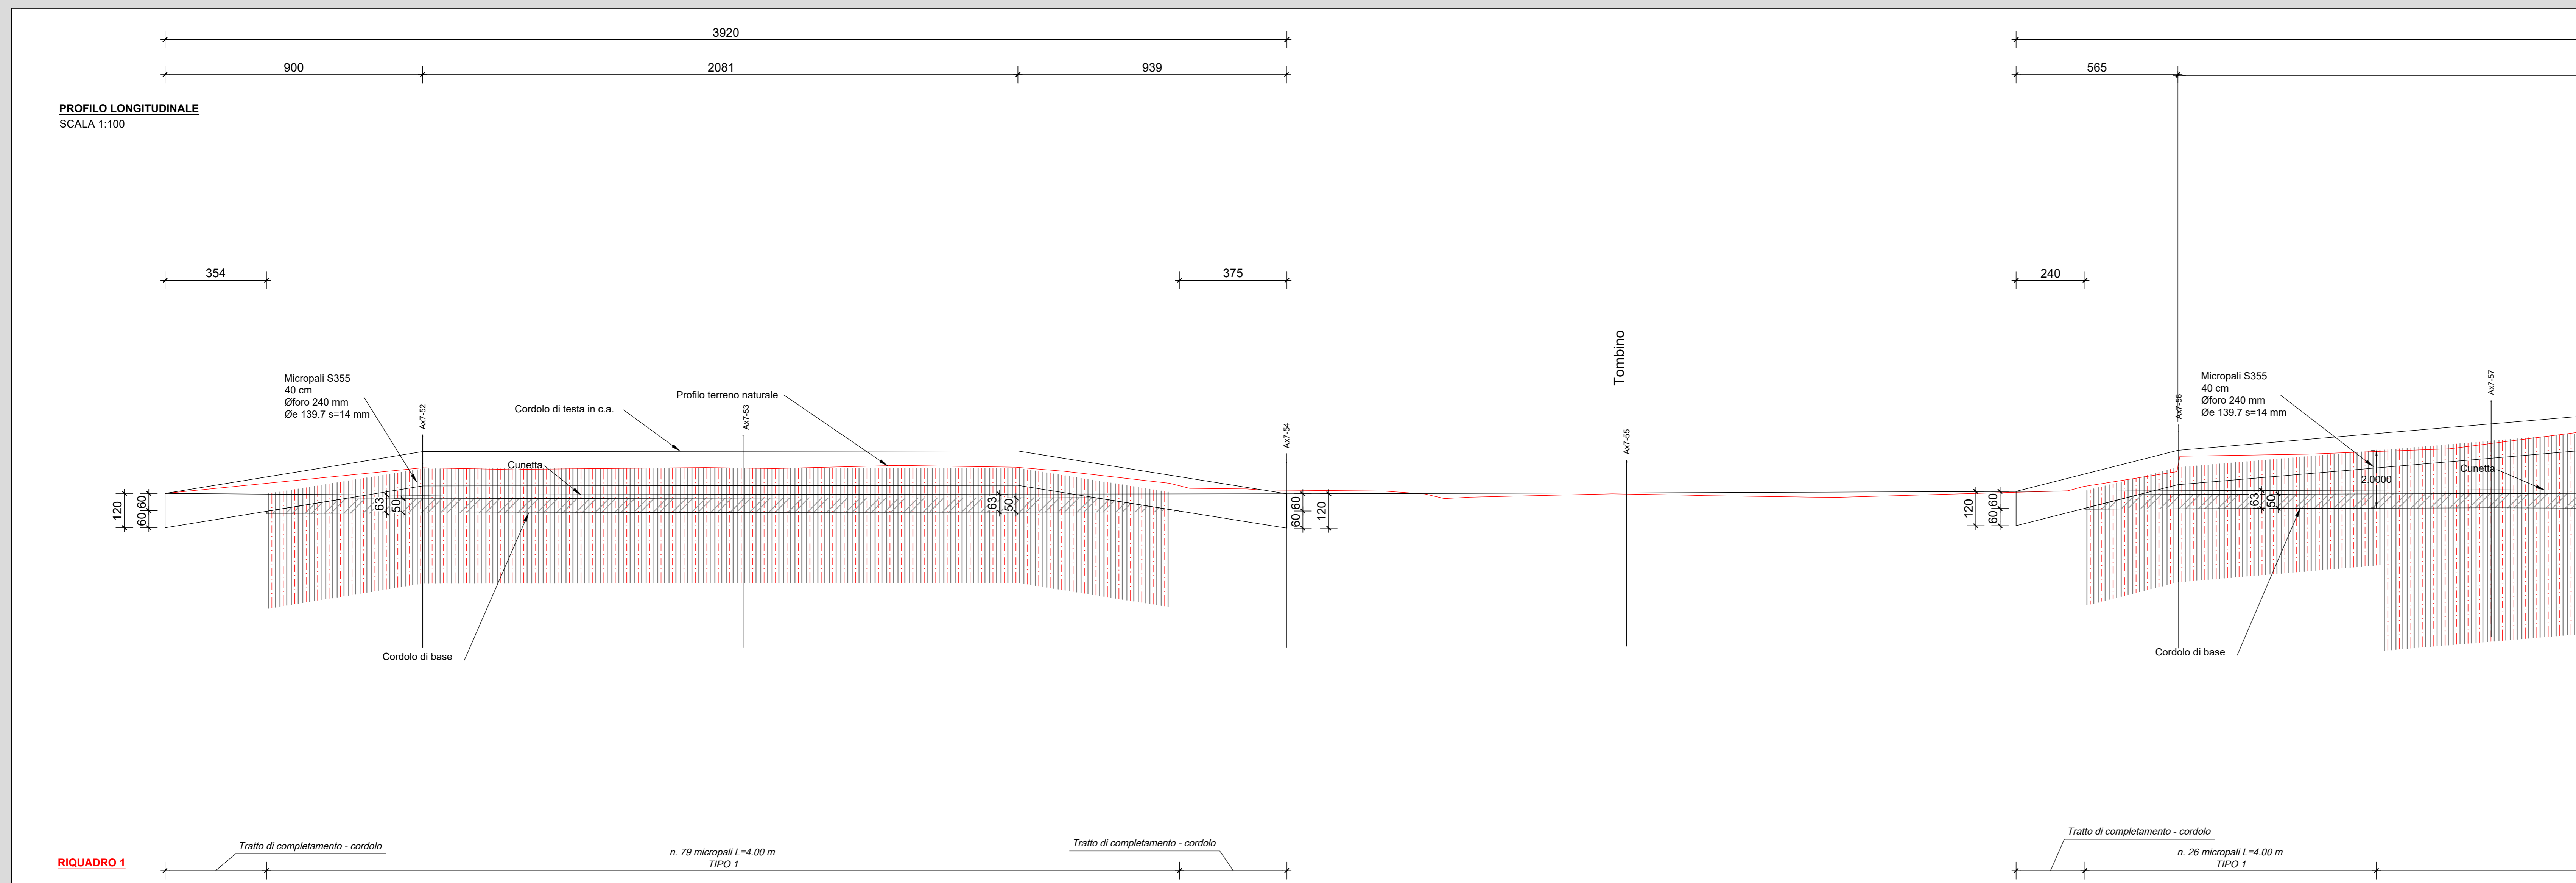 3920
900
2081
939
565
PROFILO LONGITUDINALE
SCALA 1:100
354
375
240
Tombino
Micropali S355
40 cm
Øforo 240 mm
Øe 139.7 s=14 mm
Ax7-52
Cordolo di testa in c.a.
Profilo terreno naturale
Ax7-53
Ax7-54
Ax7-55
Micropali S355
40 cm
Øforo 240 mm
Øe 139.7 s=14 mm
Ax7-56
Ax7-57
Cunetta
Cunetta
2.0000
120
60
60
63
50
63
50
60
60
120
120
60
60
63
50
Cordolo di base
Cordolo di base
Tratto di completamento - cordolo
n. 79 micropali L=4.00 m
TIPO 1
Tratto di completamento - cordolo
Tratto di completamento - cordolo
n. 26 micropali L=4.00 m
TIPO 1
RIQUADRO 1